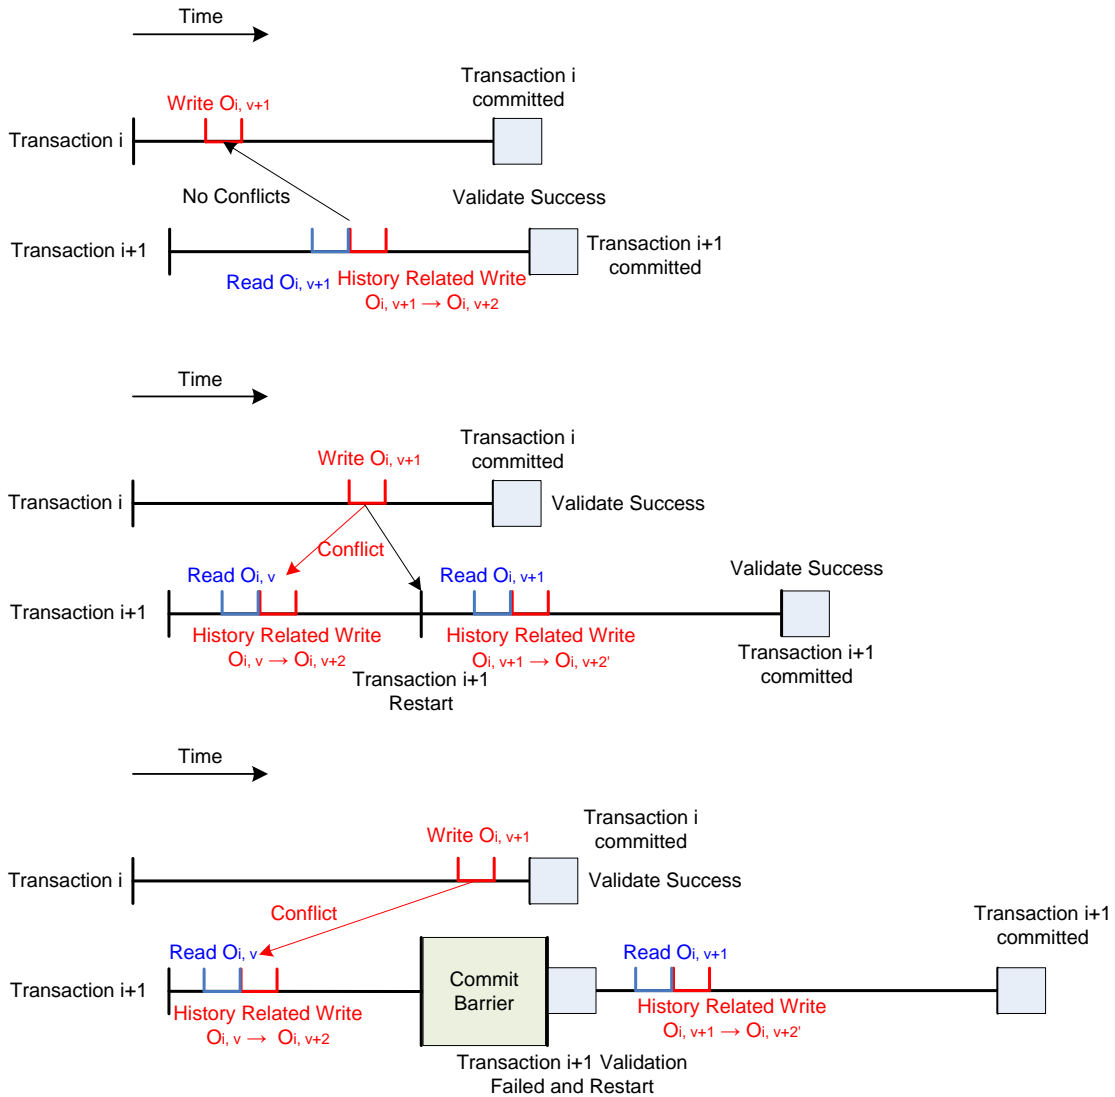 Time
Transaction i
committed
Write Oi, v+1
Transaction i
No Conflicts
Validate Success
Transaction i+1
Transaction i+1
committed
Read Oi, v+1
History Related Write
Oi, v+1 → Oi, v+2
Time
Transaction i
committed
Write Oi, v+1
Transaction i
Validate Success
Conflict
Read Oi, v
Read Oi, v+1
Validate Success
Transaction i+1
History Related Write
Oi, v → Oi, v+2
History Related Write
Oi, v+1 → Oi, v+2'
Transaction i+1
Restart
Transaction i+1
committed
Time
Transaction i
committed
Write Oi, v+1
Transaction i
Validate Success
Conflict
Transaction i+1
committed
Read Oi, v
Read Oi, v+1
Transaction i+1
Commit
Barrier
History Related Write
Oi, v → Oi, v+2
History Related Write
Oi, v+1 → Oi, v+2'
Transaction i+1 Validation
Failed and Restart